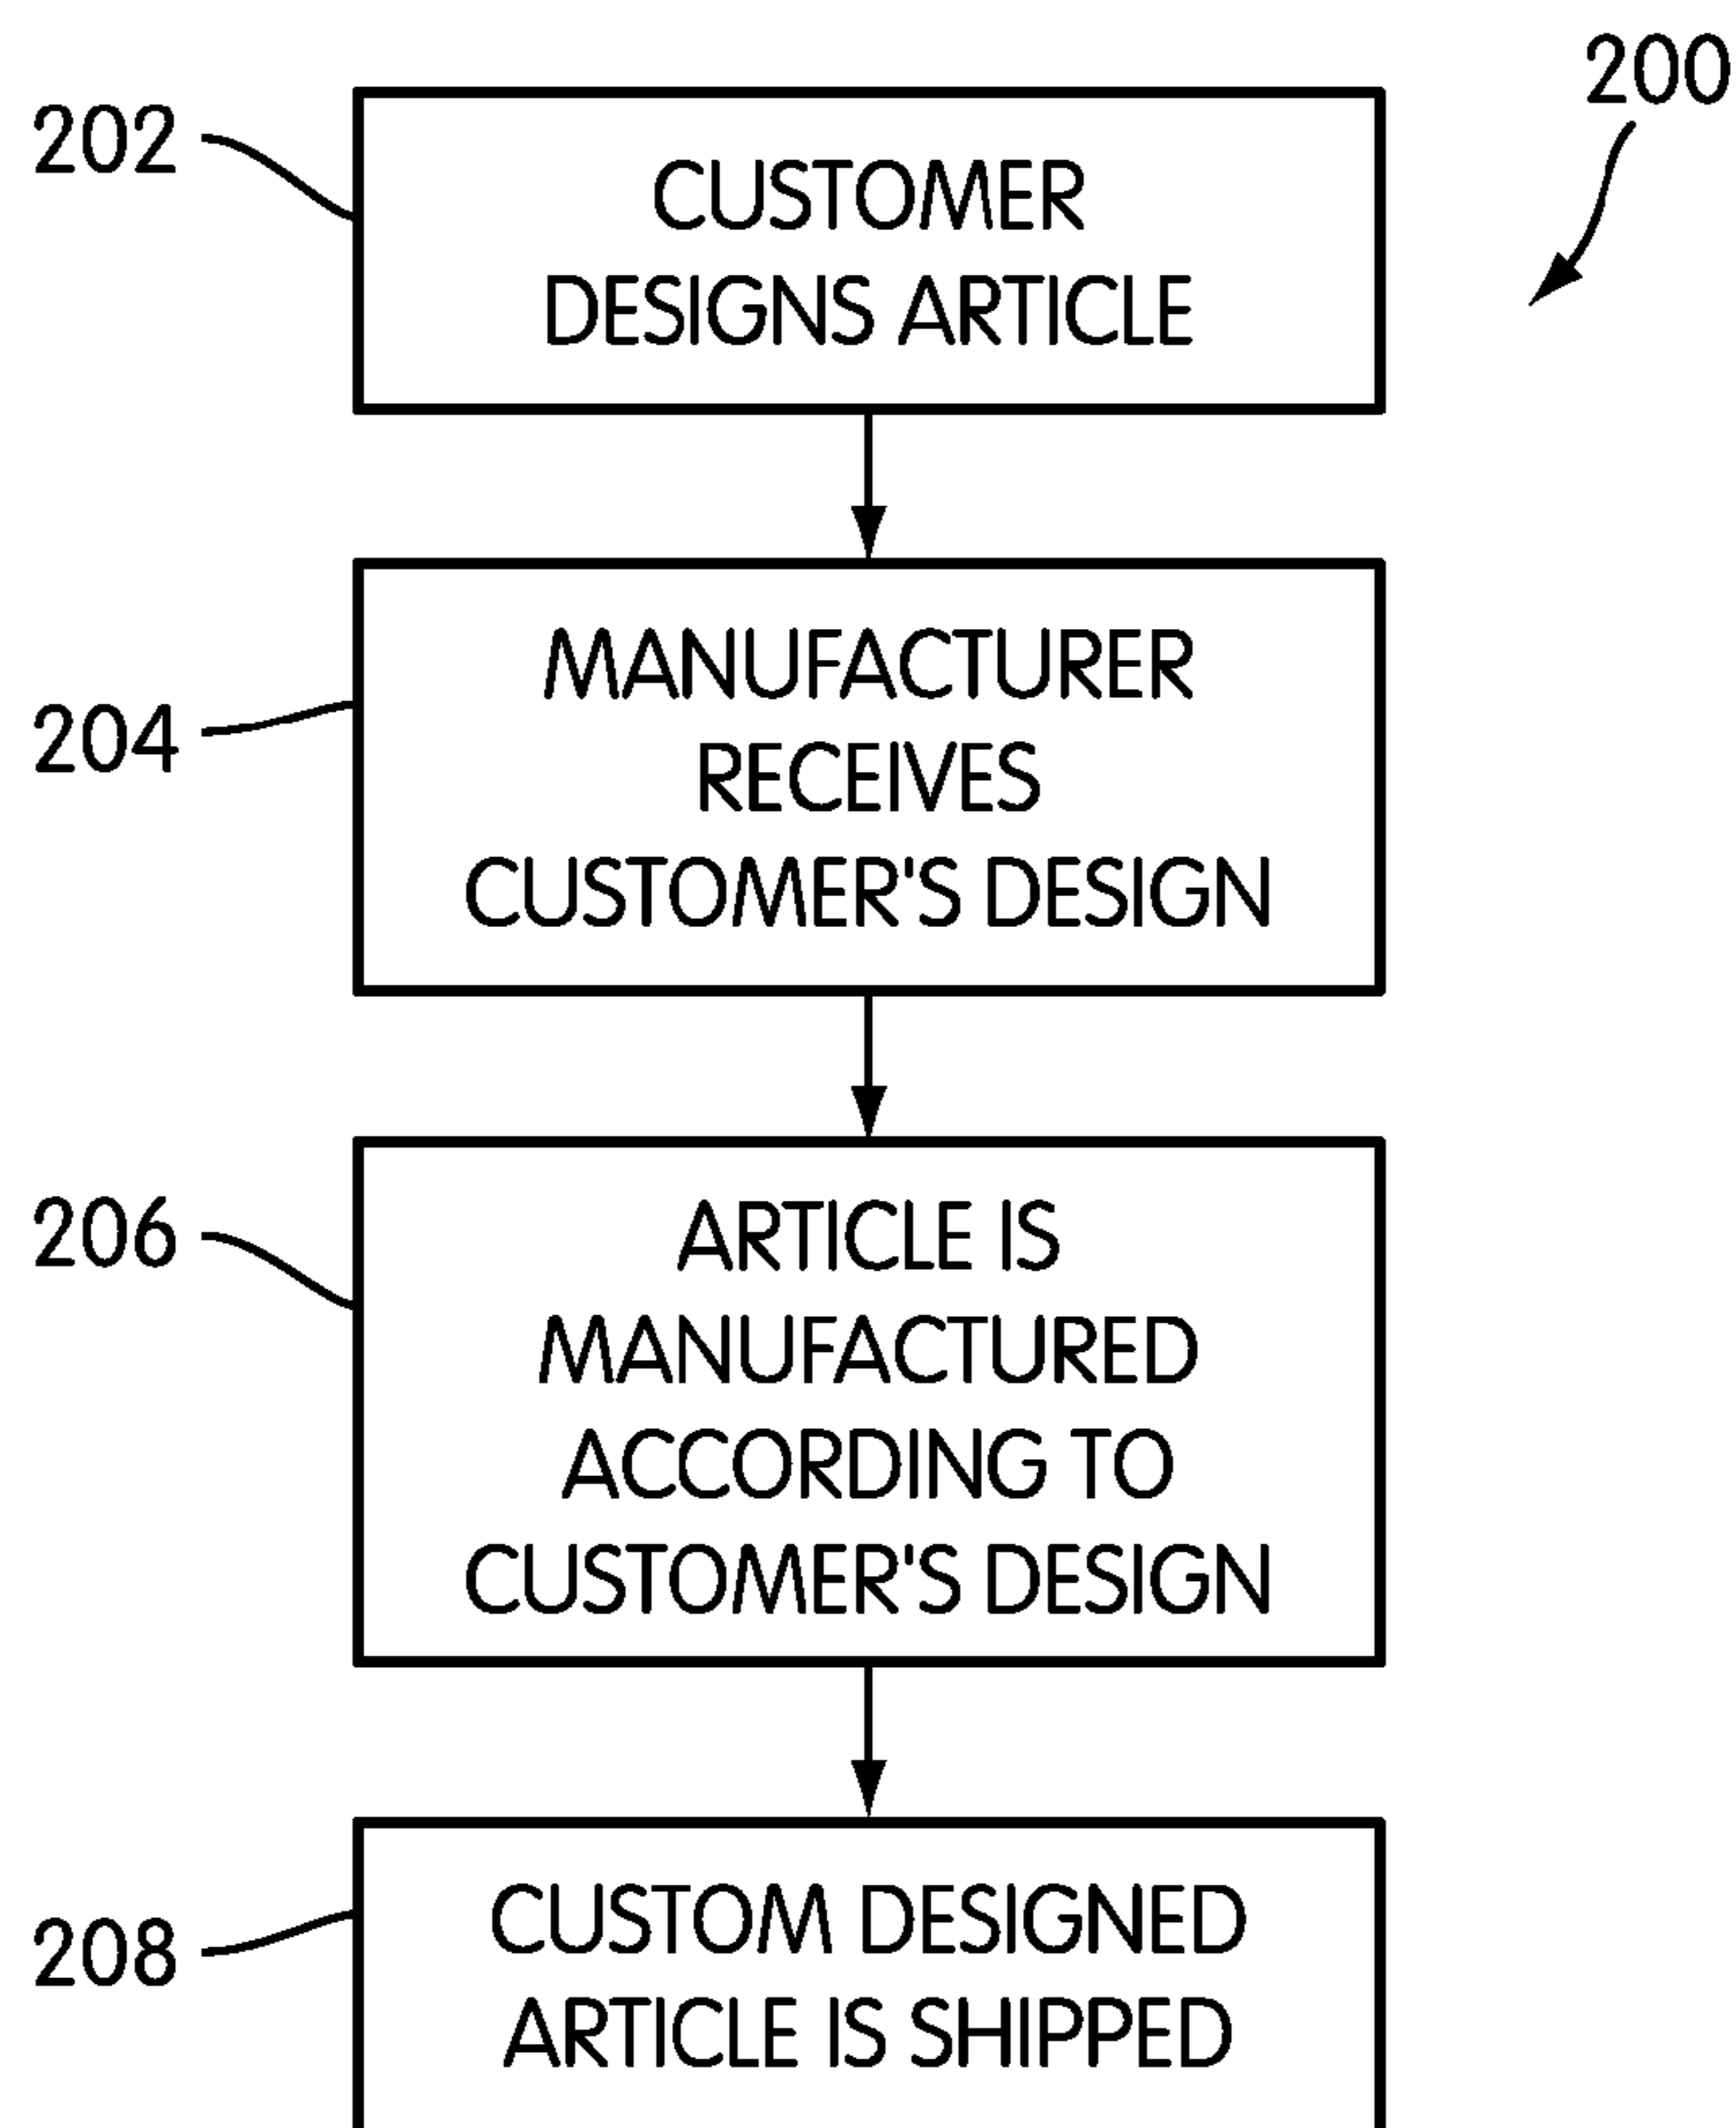 200
202
CUSTOMER
DESIGNS ARTICLE
204
MANUFACTURER
RECEIVES
CUSTOMER'S DESIGN
206
ARTICLE IS
MANUFACTURED
ACCORDING TO
CUSTOMER'S DESIGN
208
CUSTOM DESIGNED
ARTICLE IS SHIPPED